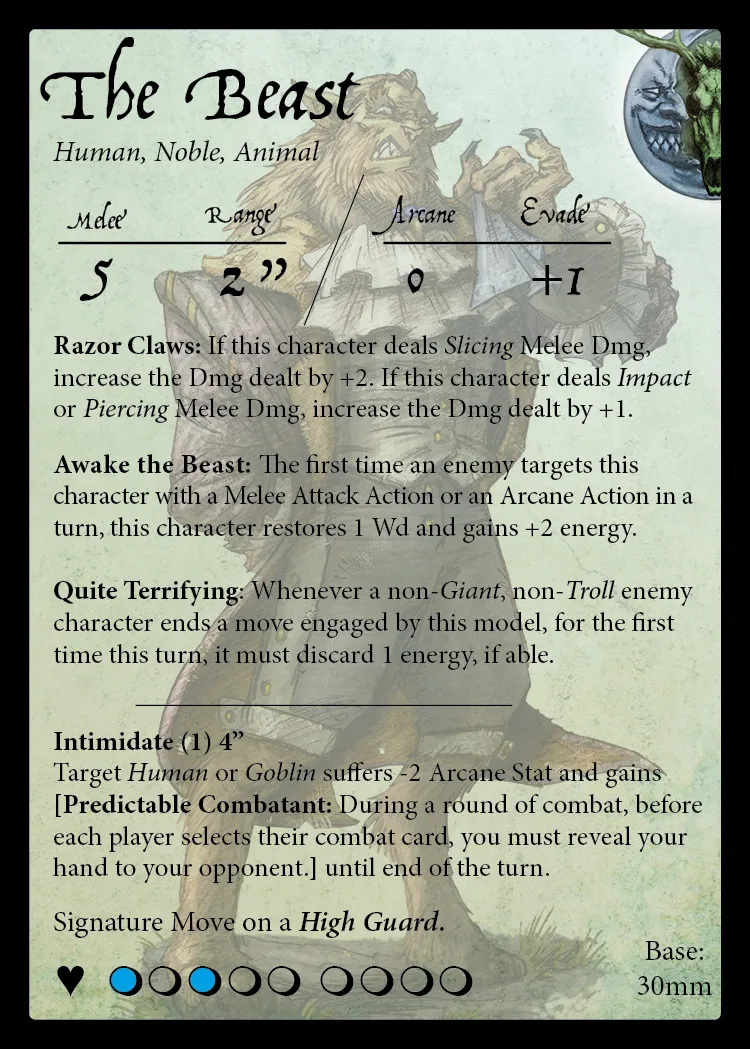 The Beast
Human, Noble, Animal
Melee Range Arcane Evade
5 2” 0 +1
Razor Claws: If this character deals Slicing Melee Dmg,
increase the Dmg dealt by +2. If this character deals Impact
or Piercing Melee Dmg, increase the Dmg dealt by +1.
Awake the Beast: The first time an enemy targets this
character with a Melee Attack Action or an Arcane Action in a
turn, this character restores 1 Wd and gains +2 energy.
Quite Terrifying: Whenever a non-Giant, non-Troll enemy
character ends a move engaged by this model, for the first
time this turn, it must discard 1 energy, if able.
Intimidate (1) 4”
Target Human or Goblin suffers -2 Arcane Stat and gains
[Predictable Combatant: During a round of combat, before
each player selects their combat card, you must reveal your
hand to your opponent.] until end of the turn.
Signature Move on a High Guard.
Base:
30mm